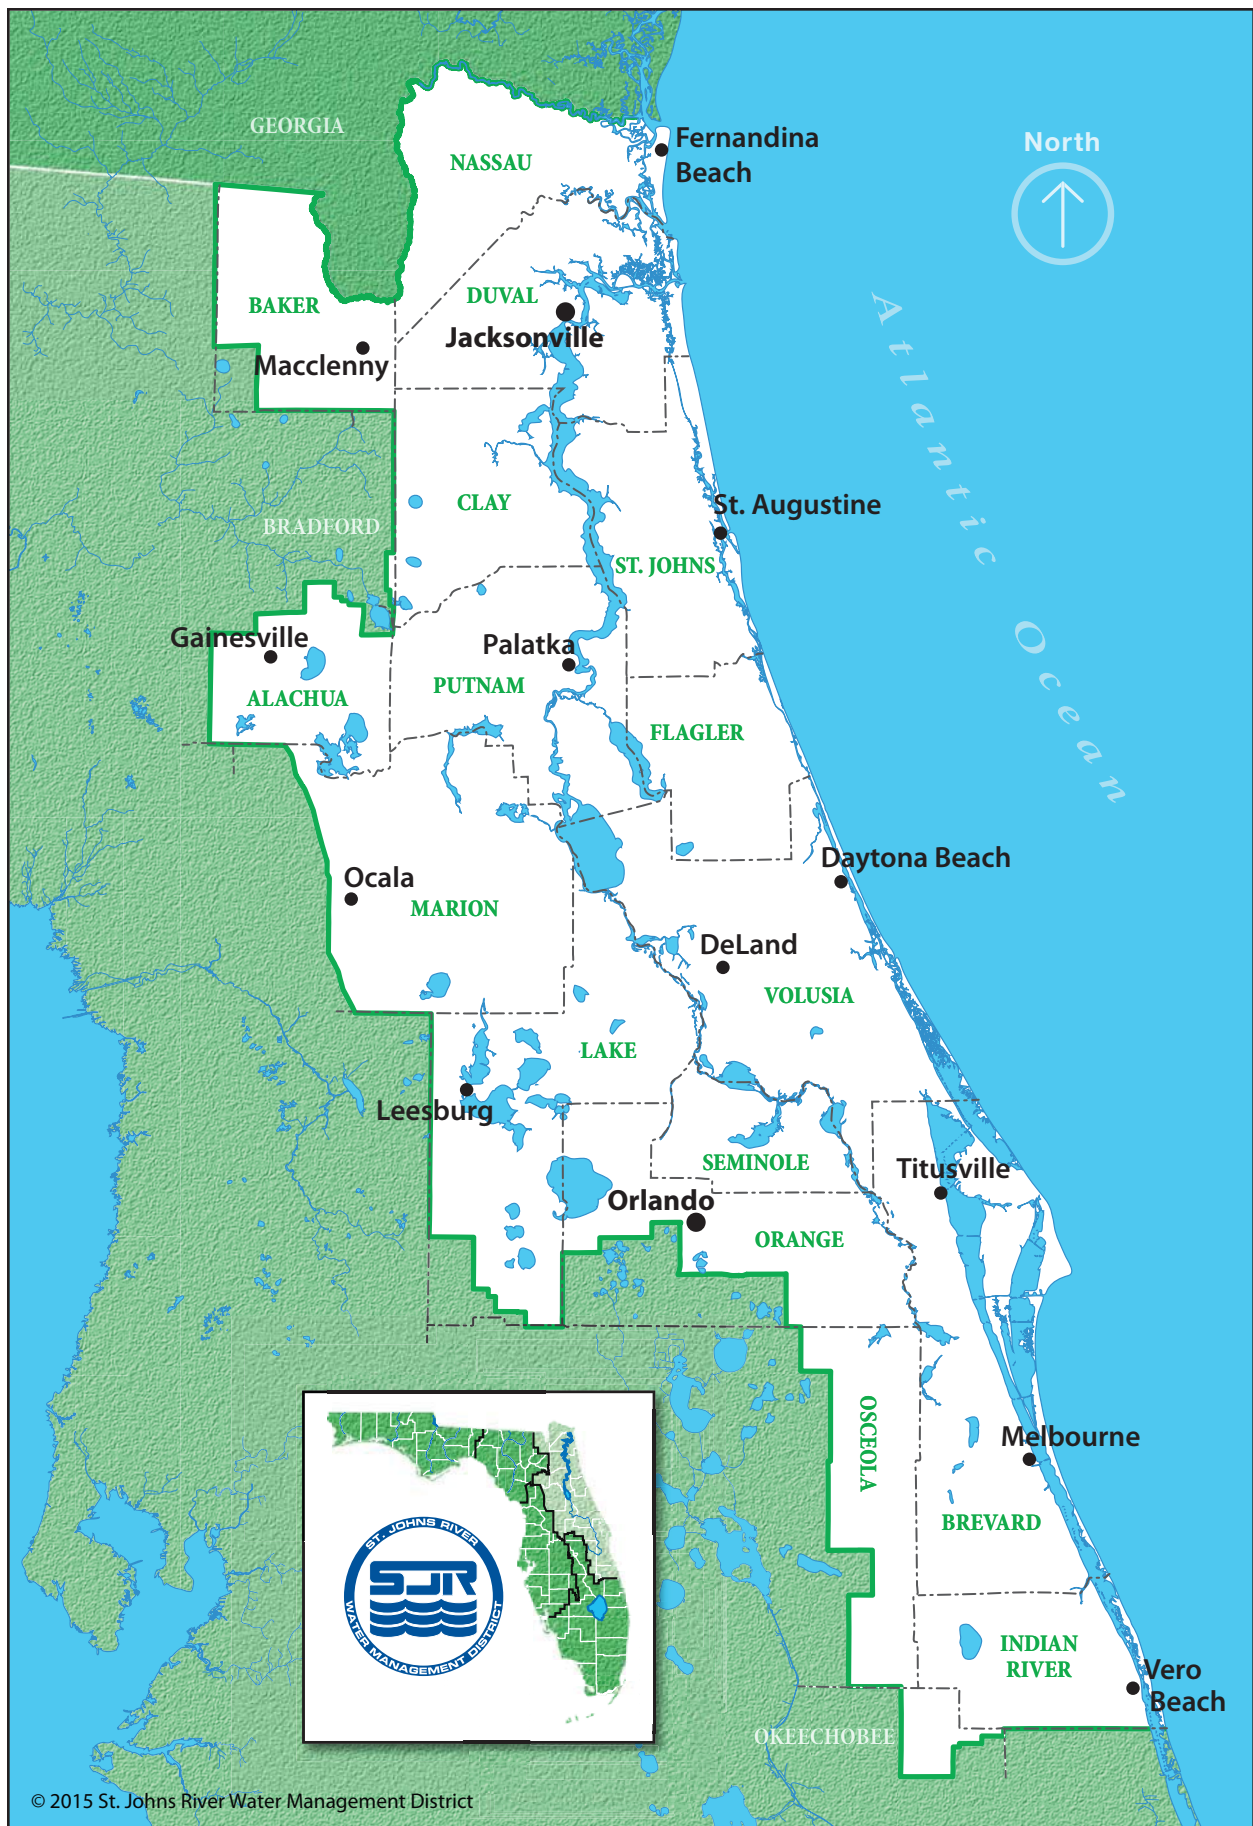 GEORGIA
NASSAU
Fernandina
Beach
North
BAKER
DUVAL
Jacksonville
Macclenny
Atlantic Ocean
CLAY
St. Augustine
BRADFORD
ST. JOHNS
Gainesville
Palatka
ALACHUA
PUTNAM
FLAGLER
Daytona Beach
Ocala
MARION
DeLand
VOLUSIA
LAKE
Leesburg
SEMINOLE
Titusville
Orlando
ORANGE
OSCEOLA
Melbourne
BREVARD
ST. JOHNS RIVER
SJR
WATER MANAGEMENT DISTRICT
INDIAN
RIVER
Vero
Beach
OKEECHOBEE
© 2015 St. Johns River Water Management District